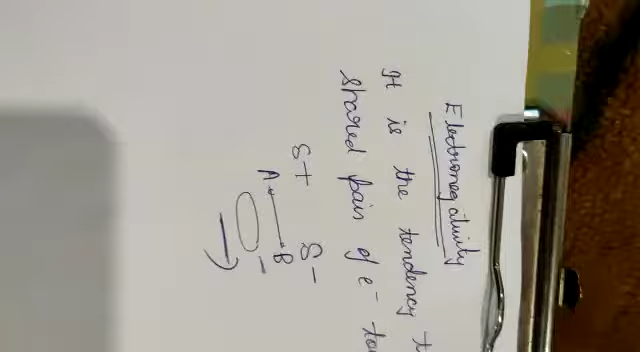 Electronegativity
It is the tendency t
shared pair of e⁻ to
δ+ δ-
A B